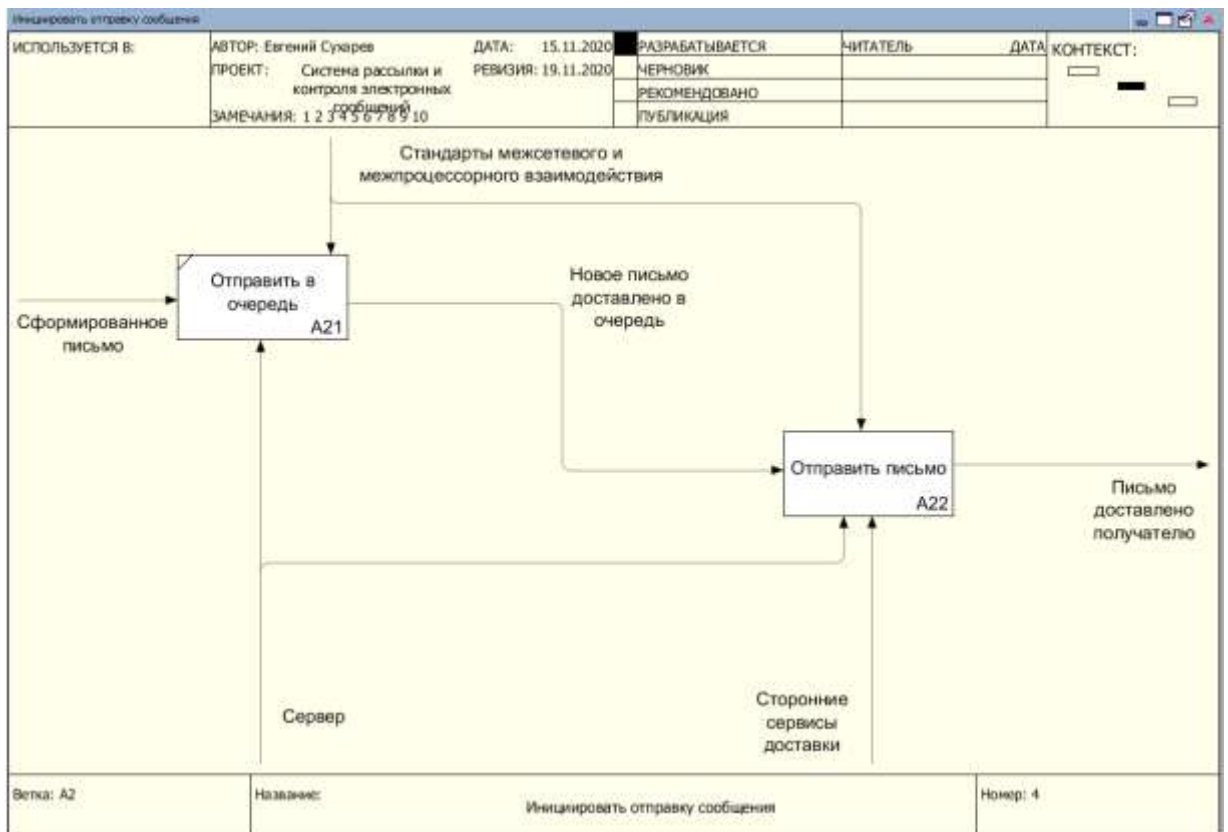 Инициировать отправку сообщения
ИСПОЛЬЗУЕТСЯ В:
АВТОР: Евгений Сухарев
ДАТА: 15.11.2020
РАЗРАБАТЫВАЕТСЯ
ЧИТАТЕЛЬ
ДАТА
КОНТЕКСТ:
ПРОЕКТ: Система рассылки и
контроля электронных
сообщений
РЕВИЗИЯ: 19.11.2020
ЧЕРНОВИК
РЕКОМЕНДОВАНО
ЗАМЕЧАНИЯ: 1 2 3 4 5 6 7 8 9 10
ПУБЛИКАЦИЯ
Стандарты межсетевого и
межпроцессорного взаимодействия
Отправить в
очередь
A21
Новое письмо
доставлено в
очередь
Сформированное
письмо
Отправить письмо
A22
Письмо
доставлено
получателю
Сервер
Сторонние
сервисы
доставки
Ветка: A2
Название:
Инициировать отправку сообщения
Номер: 4